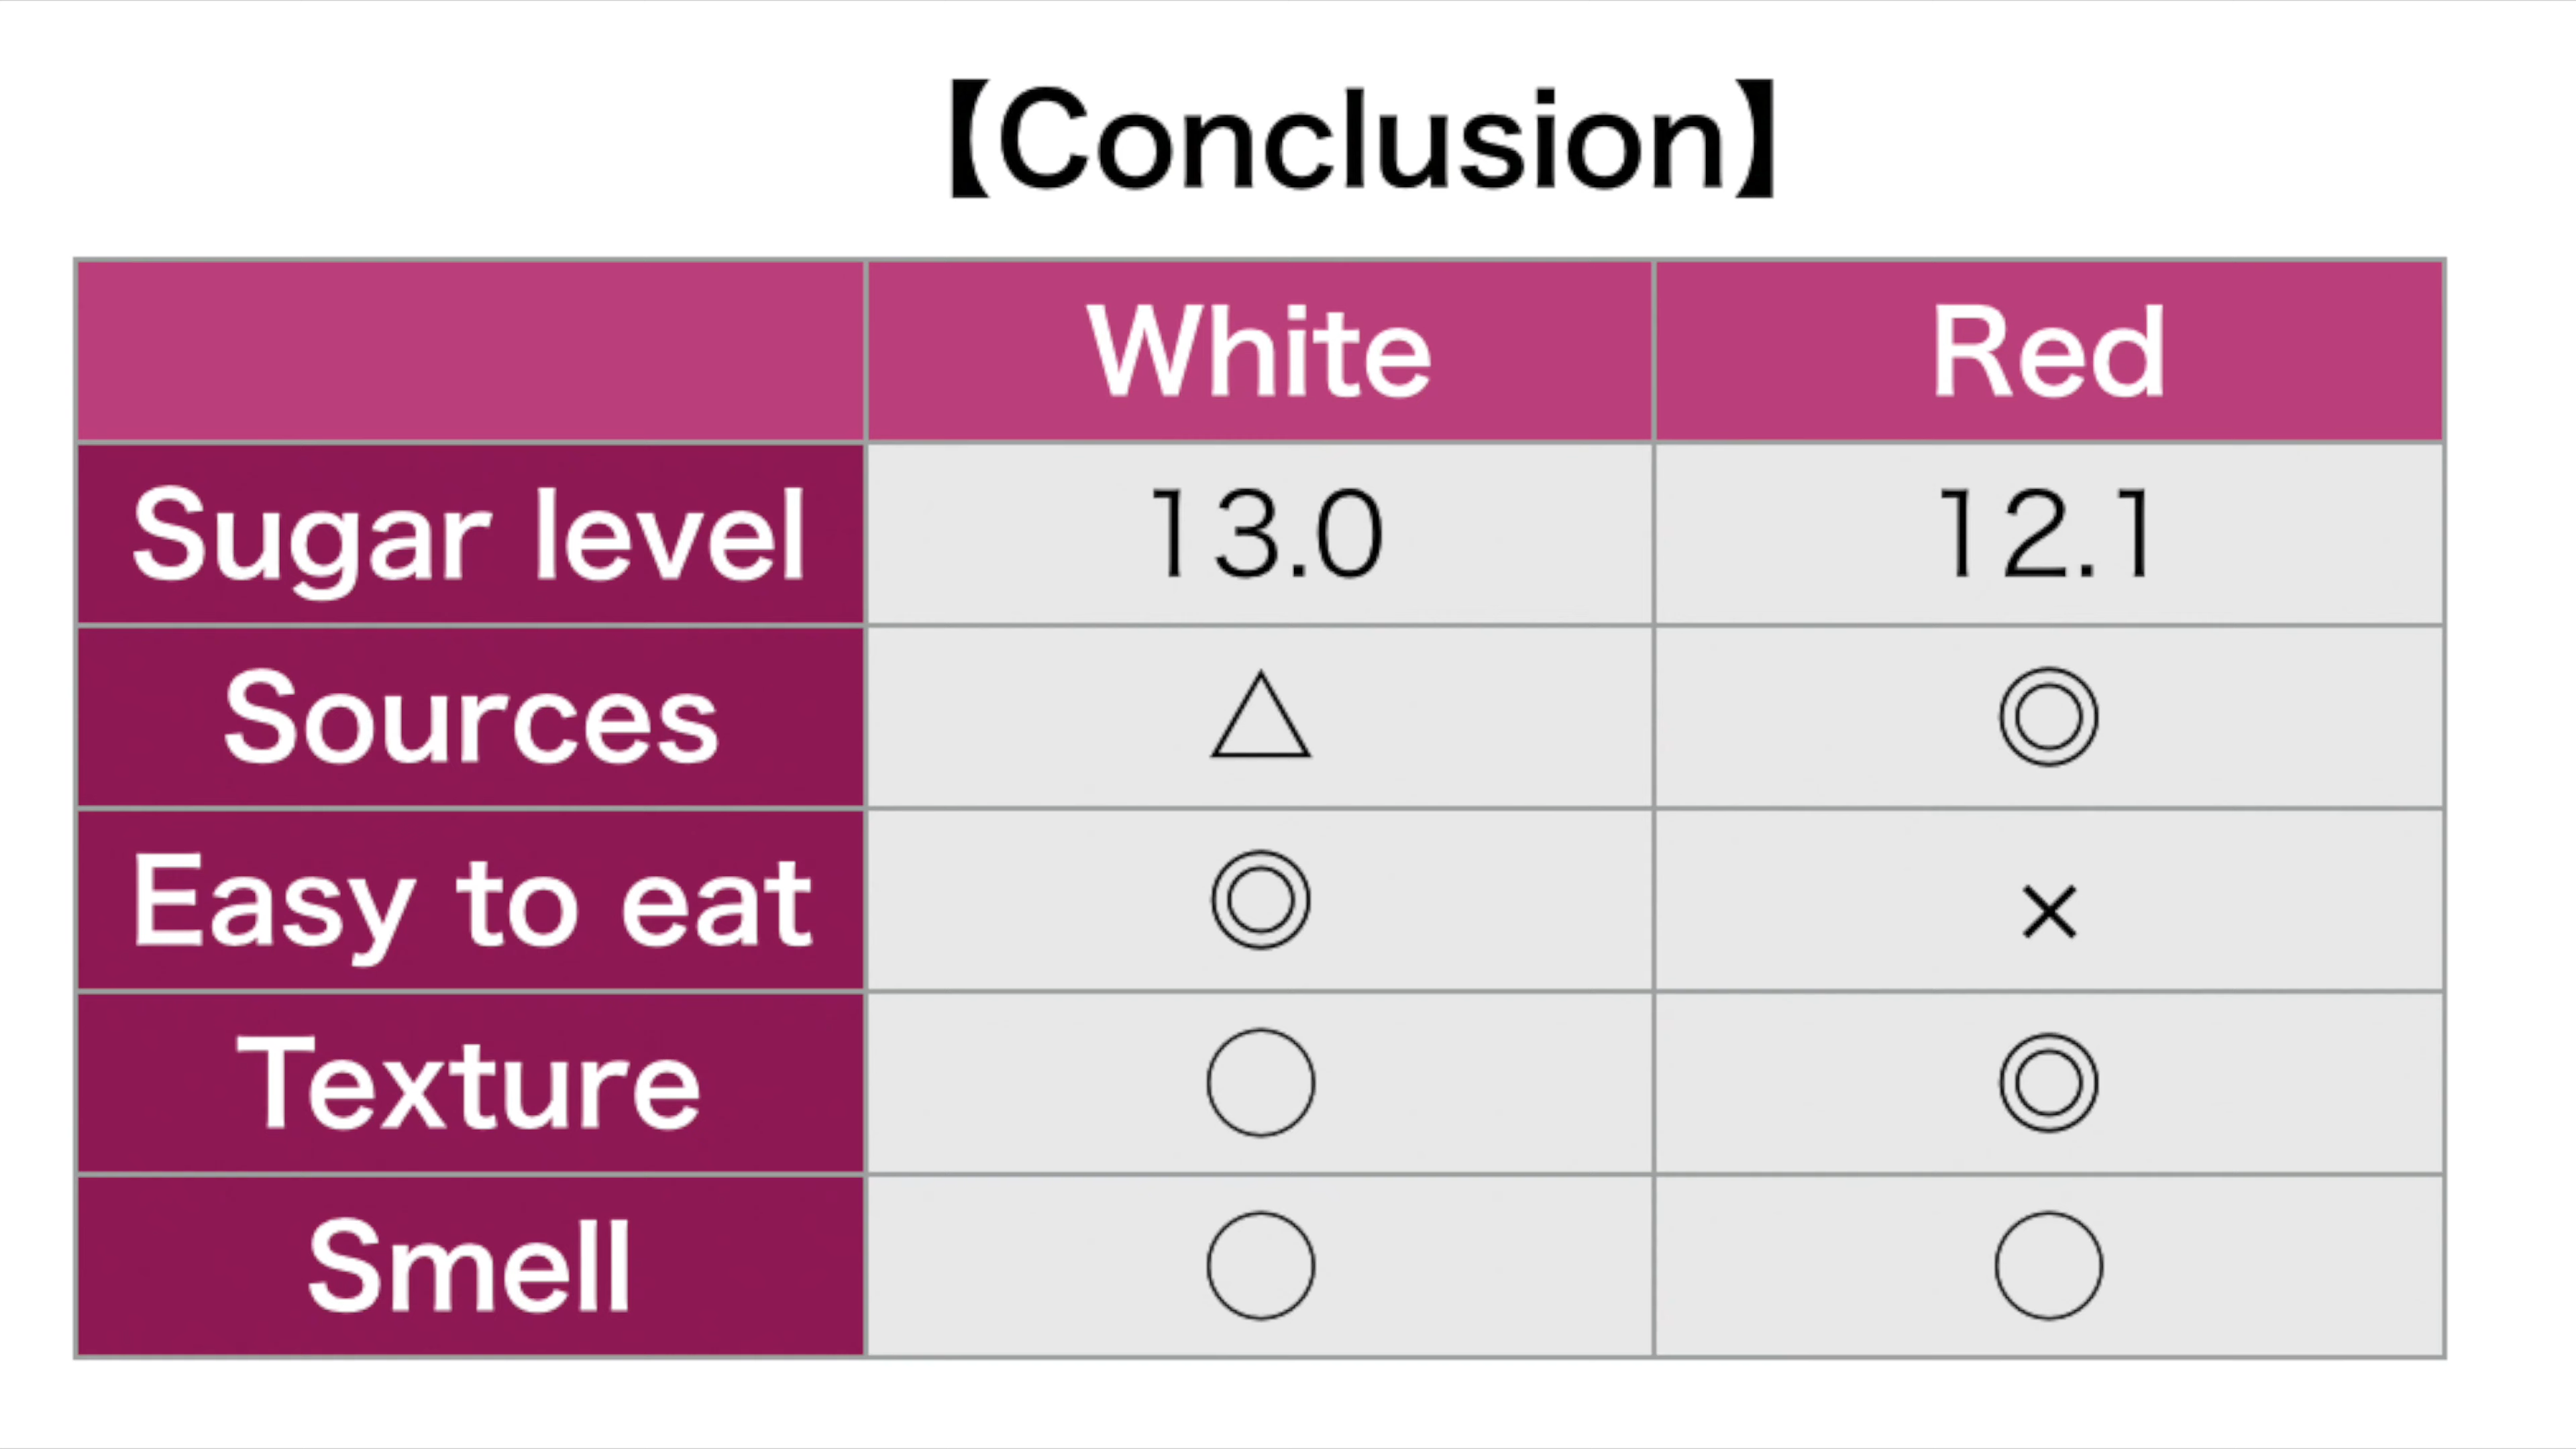 【Conclusion】
White Red
Sugar level 13.0 12.1
Sources △ ◎
Easy to eat ◎ ×
Texture ○ ◎
Smell ○ ○